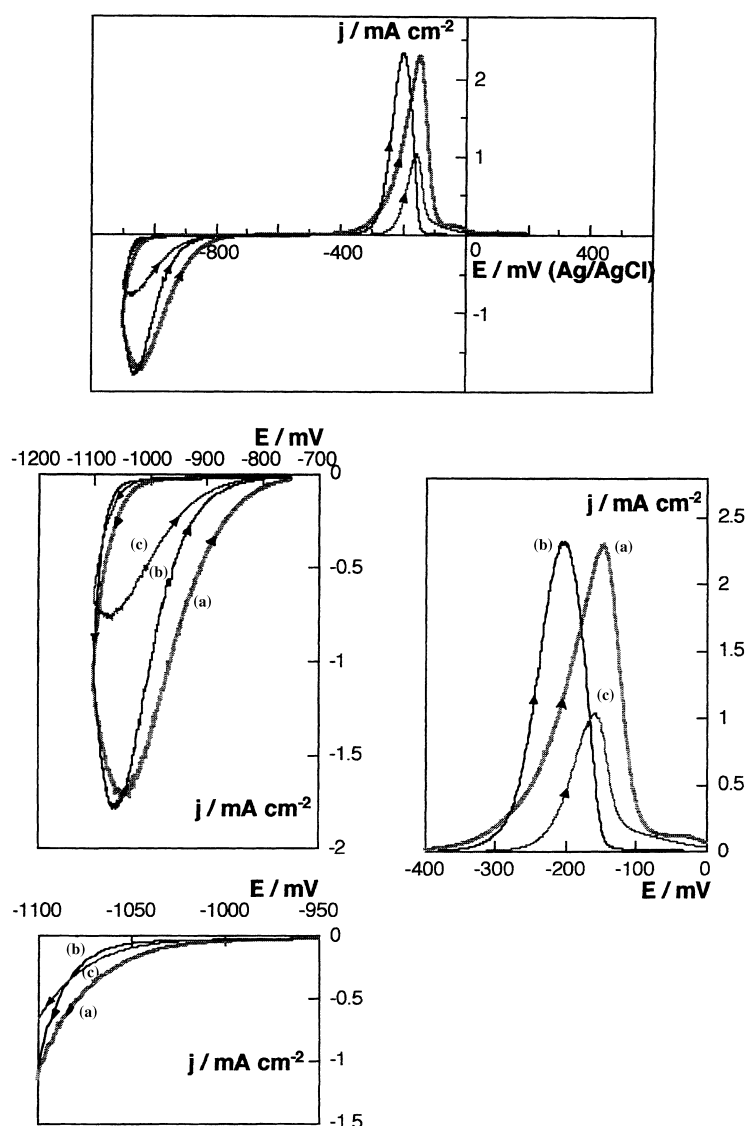 j / mA cm-2
2
1
-800
-400
0
400
E / mV (Ag/AgCl)
-1
E / mV
-1200 -1100 -1000 -900 -800 -700
0
(c)
(b)
(a)
-0.5
-1
-1.5
j / mA cm-2
-2
j / mA cm-2
2.5
(b)
(a)
2
1.5
(c)
1
0.5
0
-400 -300 -200 -100 0
E / mV
E / mV
-1100 -1050 -1000 -950
0
(b)
(c)
(a)
-0.5
j / mA cm-2
-1
-1.5